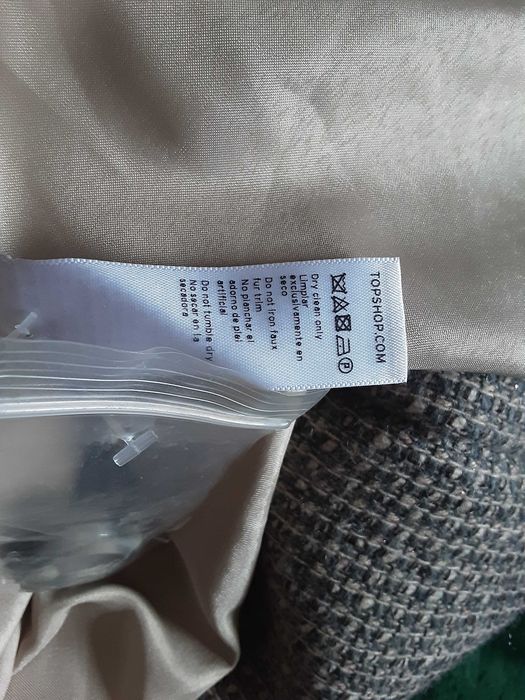 TOPSHOP.COM
Dry clean only
Limpiar
exclusivamente en
seco
Do not iron faux
fur trim
No planchar el
adorno de piel
artificial
Do not tumble dry
No secar en la
secadora